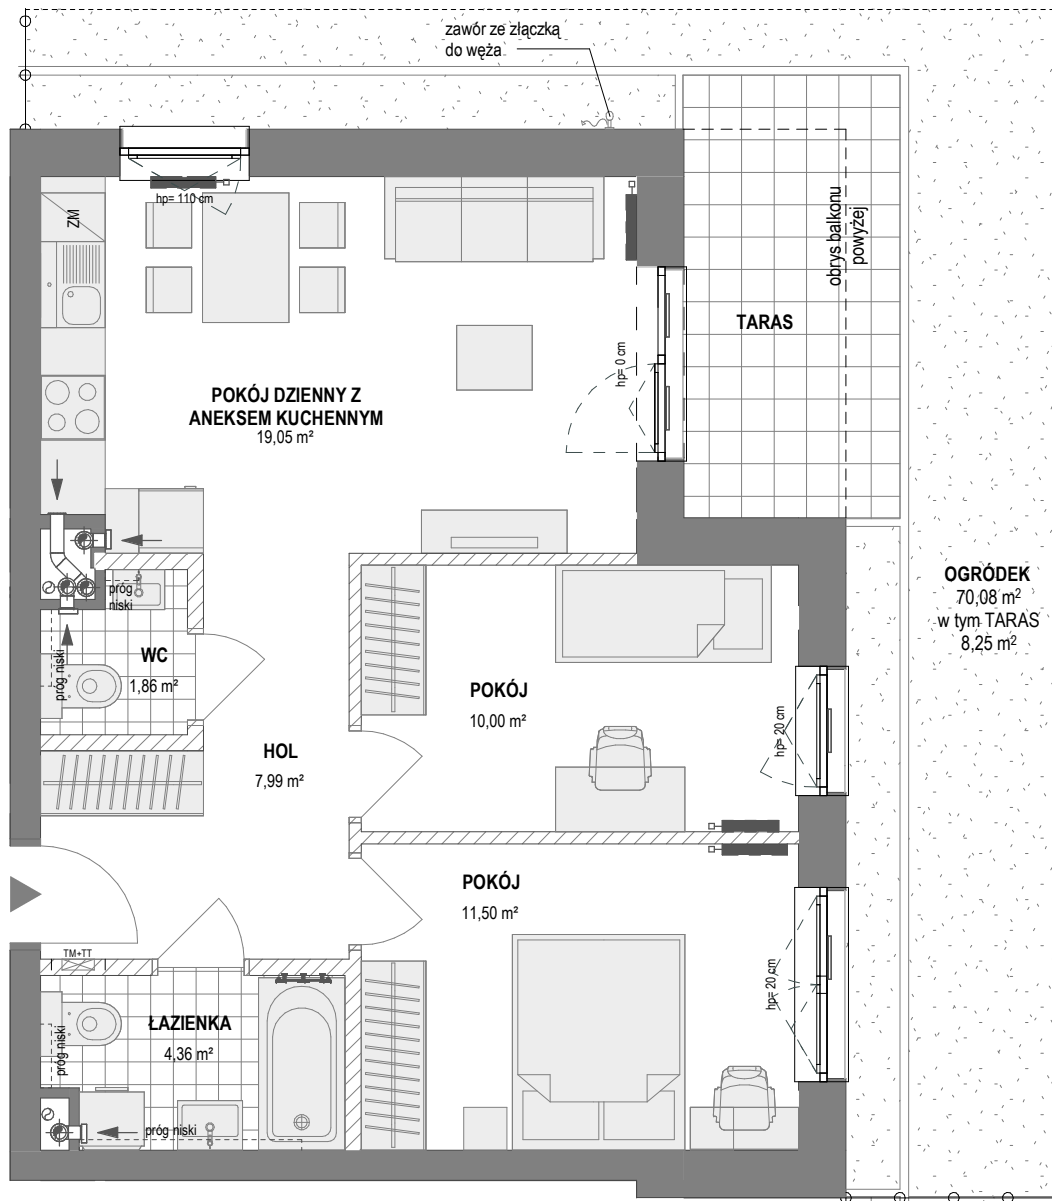 zawór ze złączką
do węża
hp= 110 cm
ZM
obrys balkonu
powyżej
TARAS
hp= 0 cm
POKÓJ DZIENNY Z
ANEKSEM KUCHENNYM
19,05 m²
próg
niski
WC
1,86 m²
próg niski
OGRÓDEK
70,08 m²
w tym TARAS
8,25 m²
POKÓJ
10,00 m²
hp= 20 cm
HOL
7,99 m²
POKÓJ
11,50 m²
hp= 20 cm
TM+TT
ŁAZIENKA
4,36 m²
próg niski
próg niski